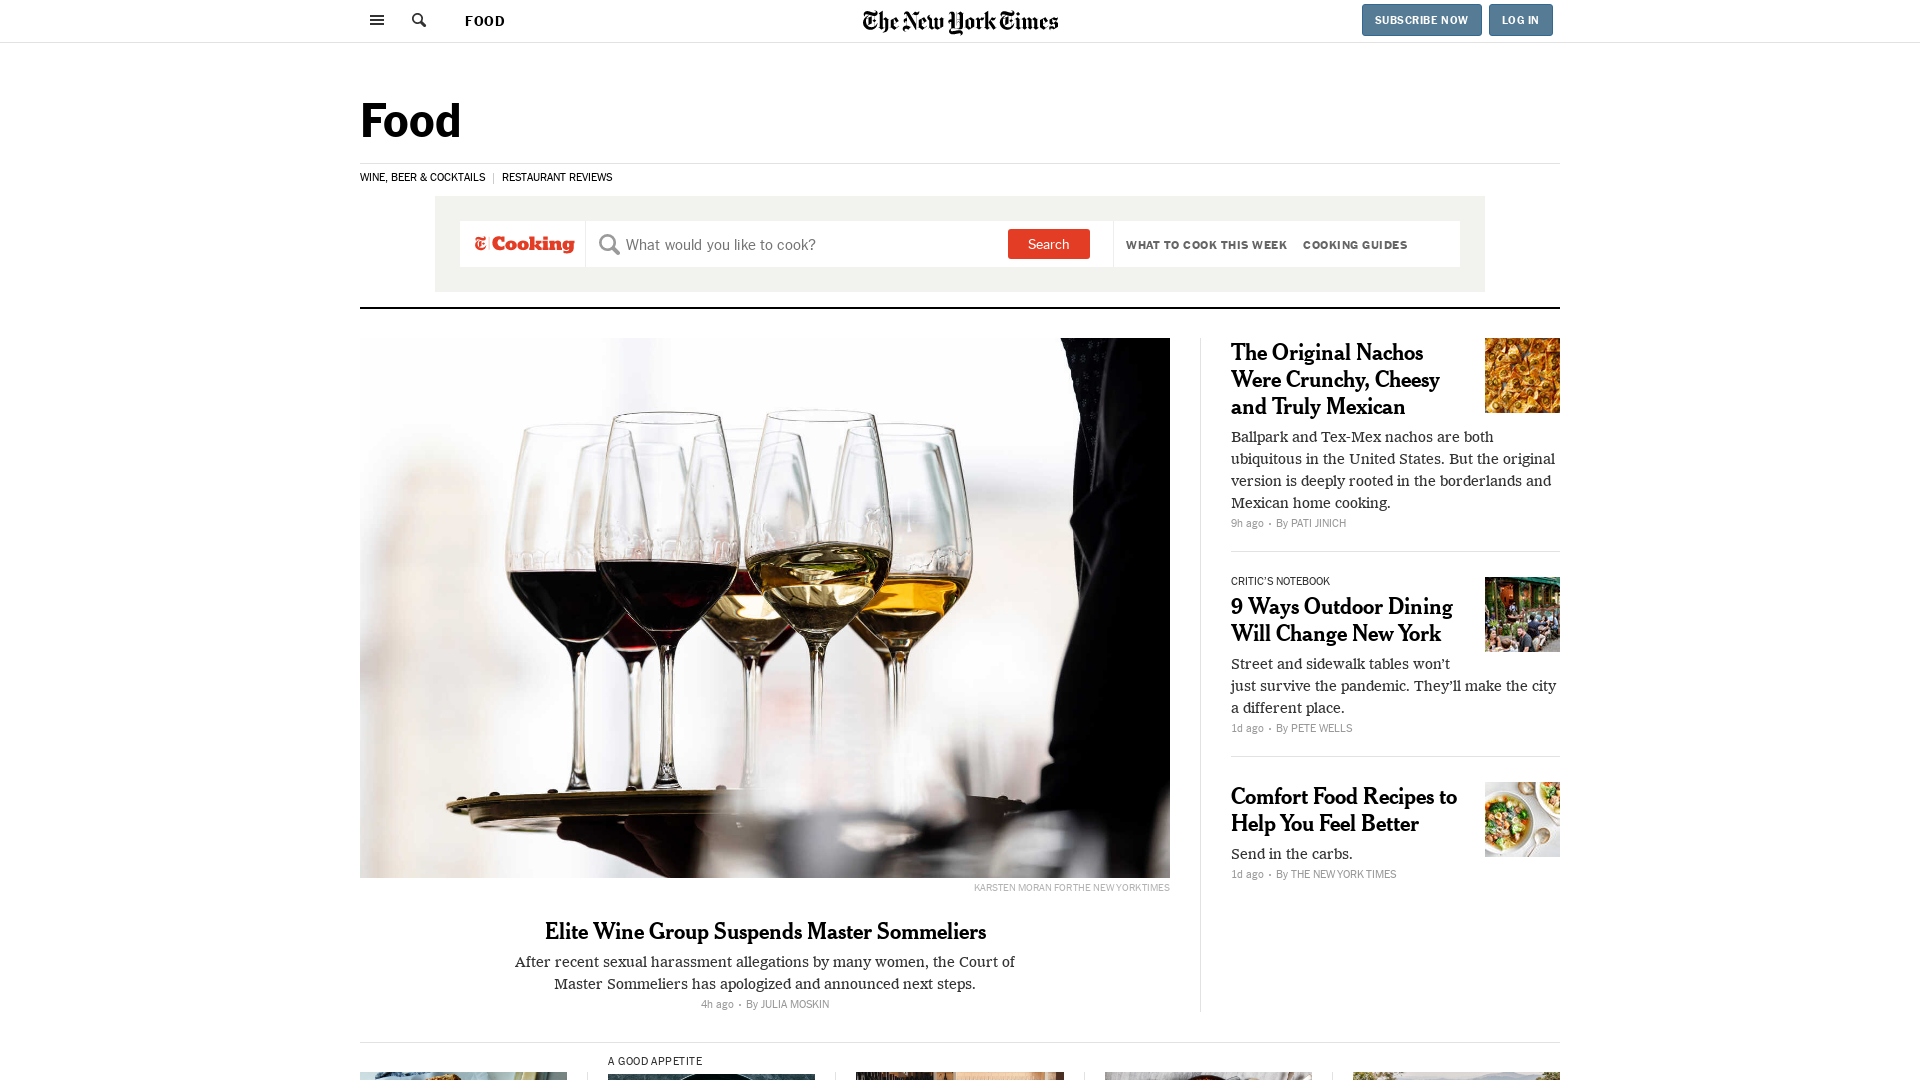 FOOD
The New York Times
SUBSCRIBE NOW
LOG IN
Food
WINE, BEER & COCKTAILS
RESTAURANT REVIEWS
T Cooking
What would you like to cook?
Search
WHAT TO COOK THIS WEEK
COOKING GUIDES
KARSTEN MORAN FOR THE NEW YORK TIMES
Elite Wine Group Suspends Master Sommeliers
After recent sexual harassment allegations by many women, the Court of
Master Sommeliers has apologized and announced next steps.
4h ago • By JULIA MOSKIN
The Original Nachos
Were Crunchy, Cheesy
and Truly Mexican
Ballpark and Tex-Mex nachos are both
ubiquitous in the United States. But the original
version is deeply rooted in the borderlands and
Mexican home cooking.
9h ago • By PATI JINICH
CRITIC’S NOTEBOOK
9 Ways Outdoor Dining
Will Change New York
Street and sidewalk tables won’t
just survive the pandemic. They’ll make the city
a different place.
1d ago • By PETE WELLS
Comfort Food Recipes to
Help You Feel Better
Send in the carbs.
1d ago • By THE NEW YORK TIMES
A GOOD APPETITE